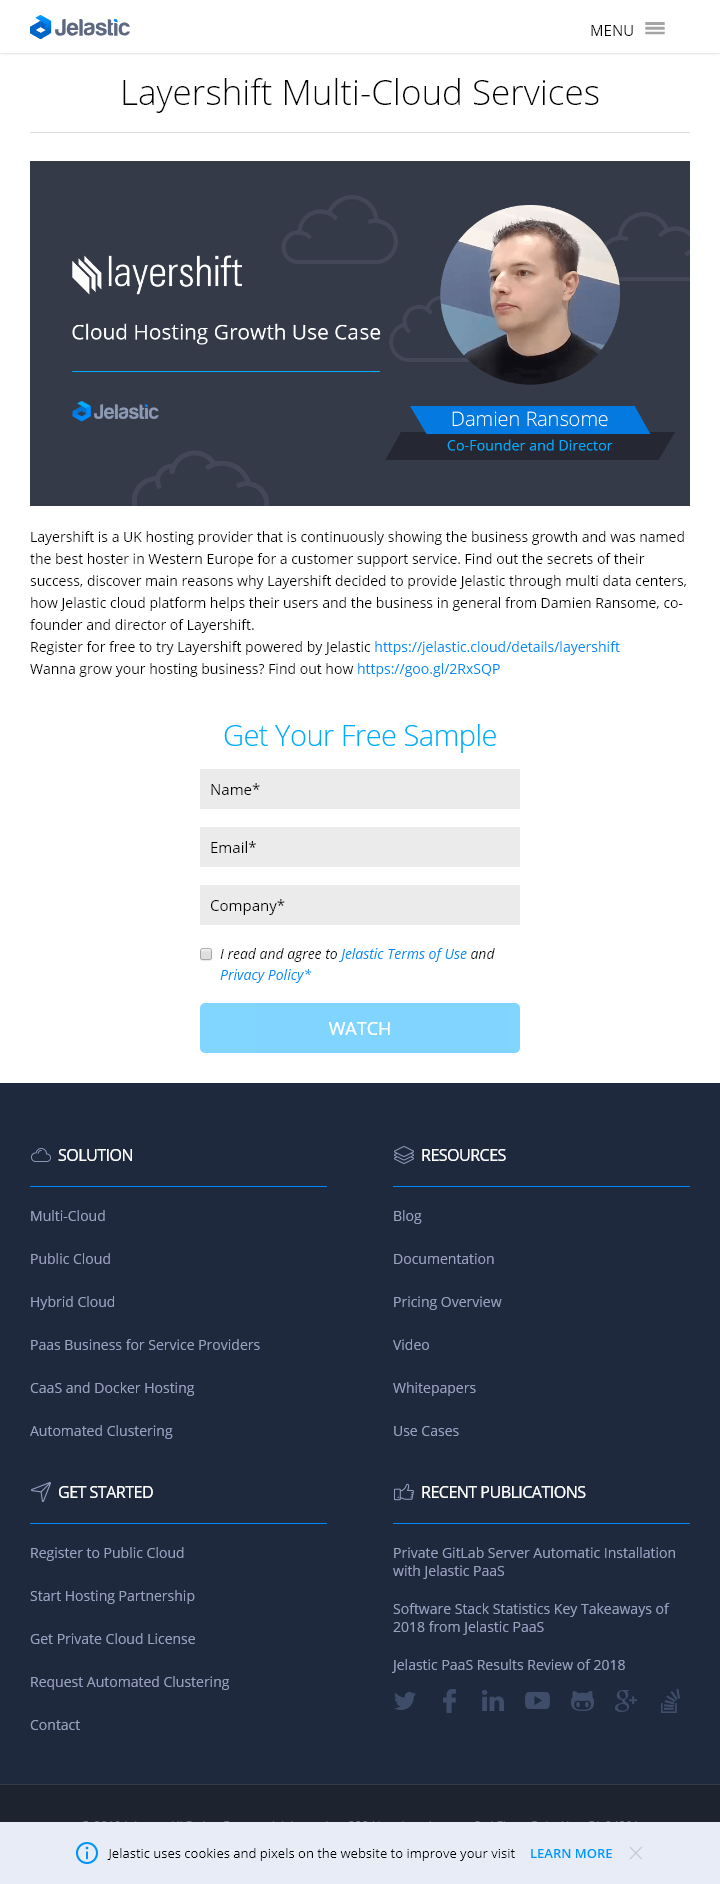 Jelastic
MENU
Layershift Multi-Cloud Services
layershift
Cloud Hosting Growth Use Case
Jelastic
Damien Ransome
Co-Founder and Director
Layershift is a UK hosting provider that is continuously showing the business growth and was named
the best hoster in Western Europe for a customer support service. Find out the secrets of their
success, discover main reasons why Layershift decided to provide Jelastic through multi data centers,
how Jelastic cloud platform helps their users and the business in general from Damien Ransome, co-
founder and director of Layershift.
Register for free to try Layershift powered by Jelastic https://jelastic.cloud/details/layershift
Wanna grow your hosting business? Find out how https://goo.gl/2RxSQP
Get Your Free Sample
Name*
Email*
Company*
I read and agree to Jelastic Terms of Use and
Privacy Policy*
WATCH
SOLUTION
Multi-Cloud
Public Cloud
Hybrid Cloud
Paas Business for Service Providers
CaaS and Docker Hosting
Automated Clustering
RESOURCES
Blog
Documentation
Pricing Overview
Video
Whitepapers
Use Cases
GET STARTED
Register to Public Cloud
Start Hosting Partnership
Get Private Cloud License
Request Automated Clustering
Contact
RECENT PUBLICATIONS
Private GitLab Server Automatic Installation
with Jelastic PaaS
Software Stack Statistics Key Takeaways of
2018 from Jelastic PaaS
Jelastic PaaS Results Review of 2018
Jelastic uses cookies and pixels on the website to improve your visit LEARN MORE